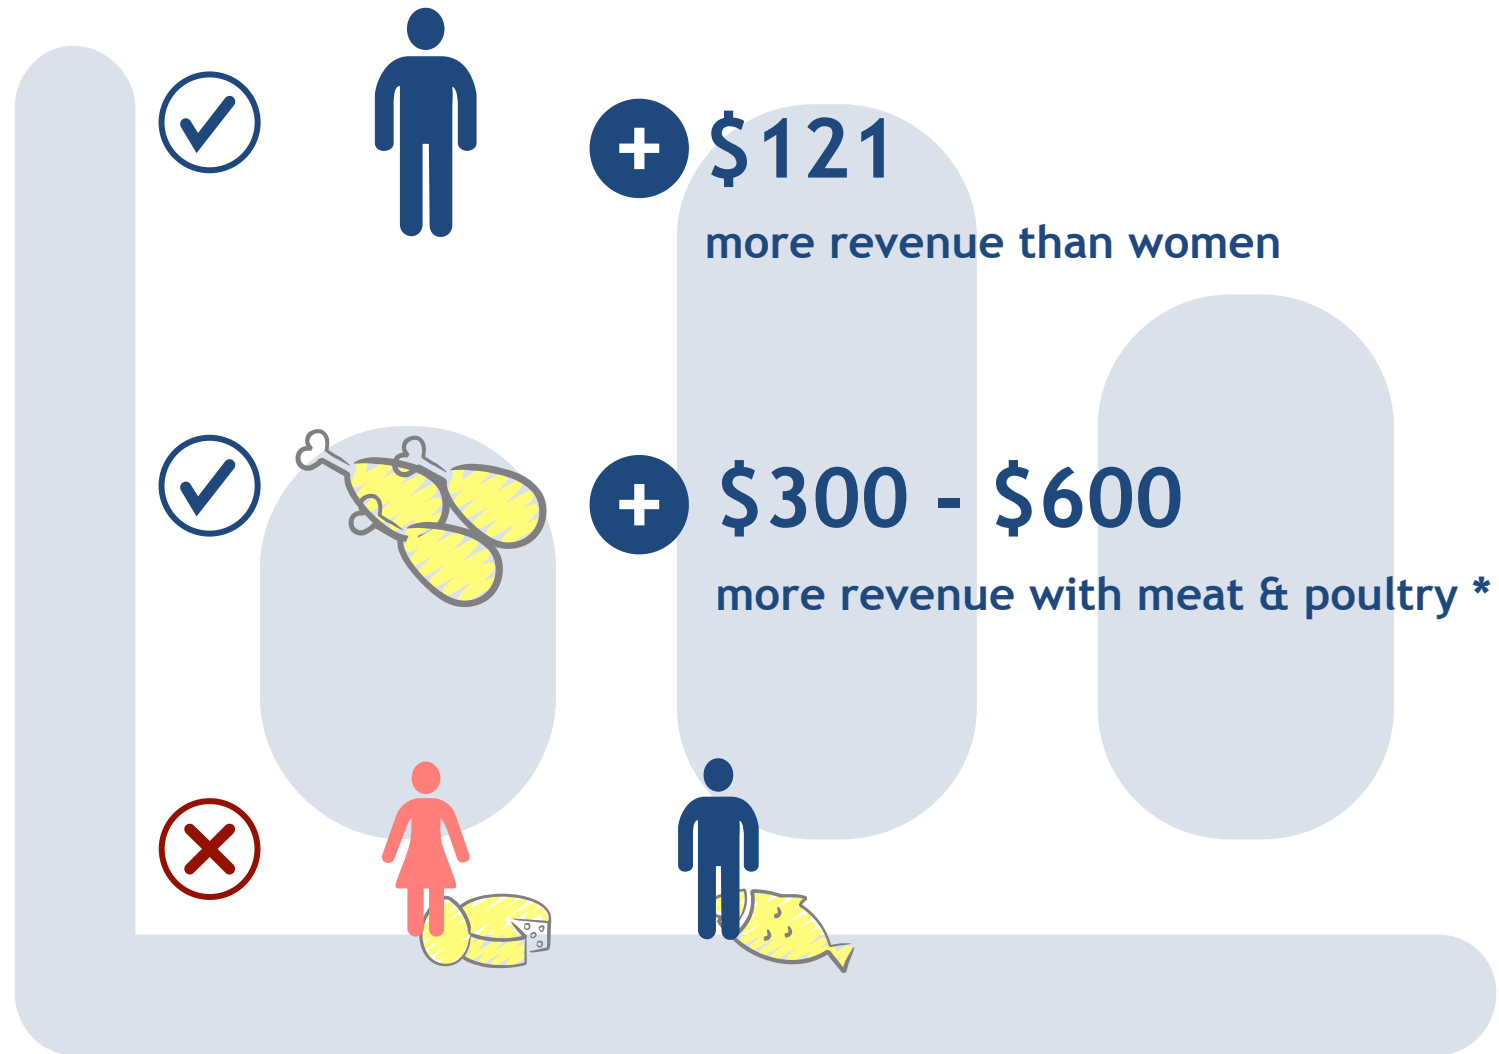 + $121
more revenue than women
+ $300 - $600
more revenue with meat & poultry *